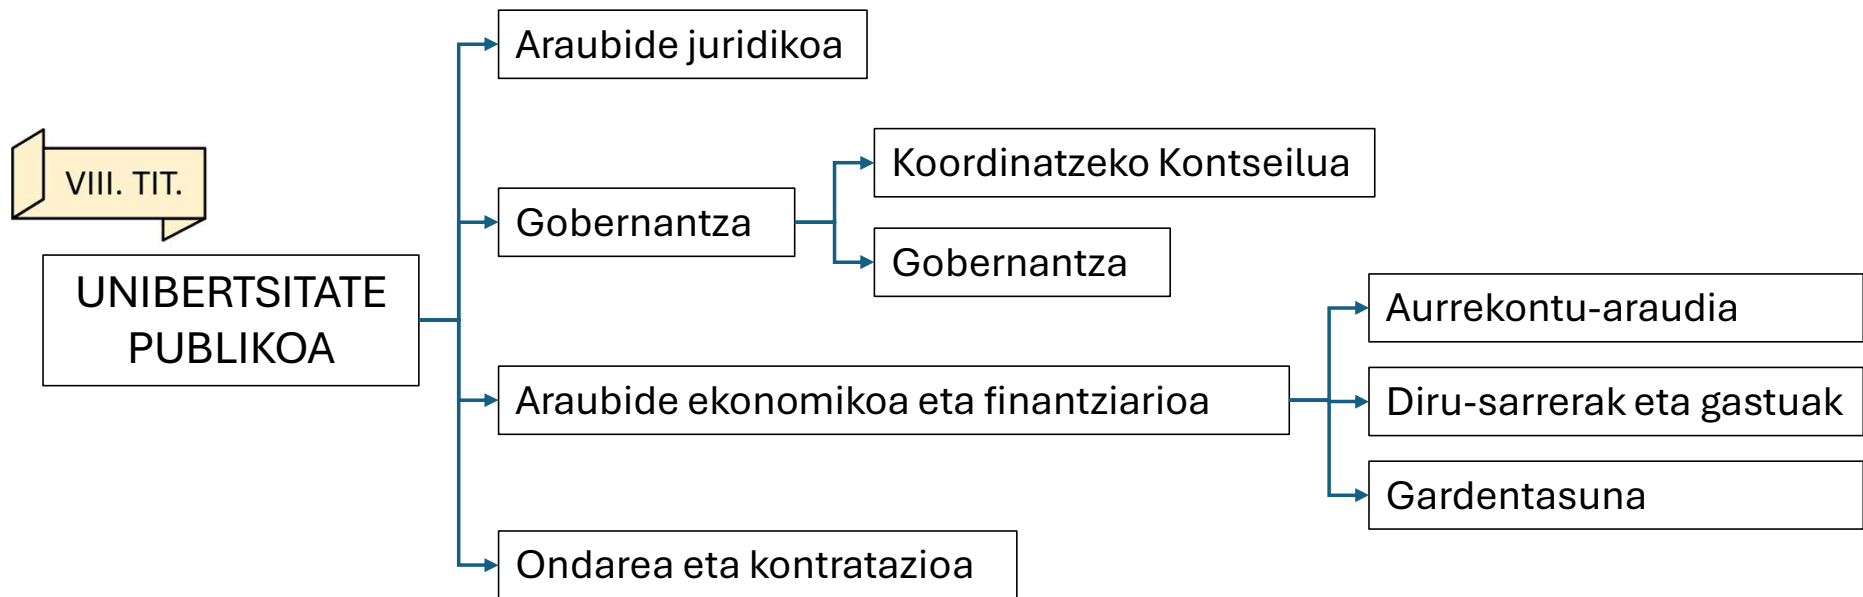 VIII. TIT.
UNIBERTSITATE
PUBLIKOA
Araubide juridikoa
Gobernantza
Koordinatzeko Kontseilua
Gobernantza
Araubide ekonomikoa eta finantziarioa
Aurrekontu-araudia
Diru-sarrerak eta gastuak
Gardentasuna
Ondarea eta kontratazioa